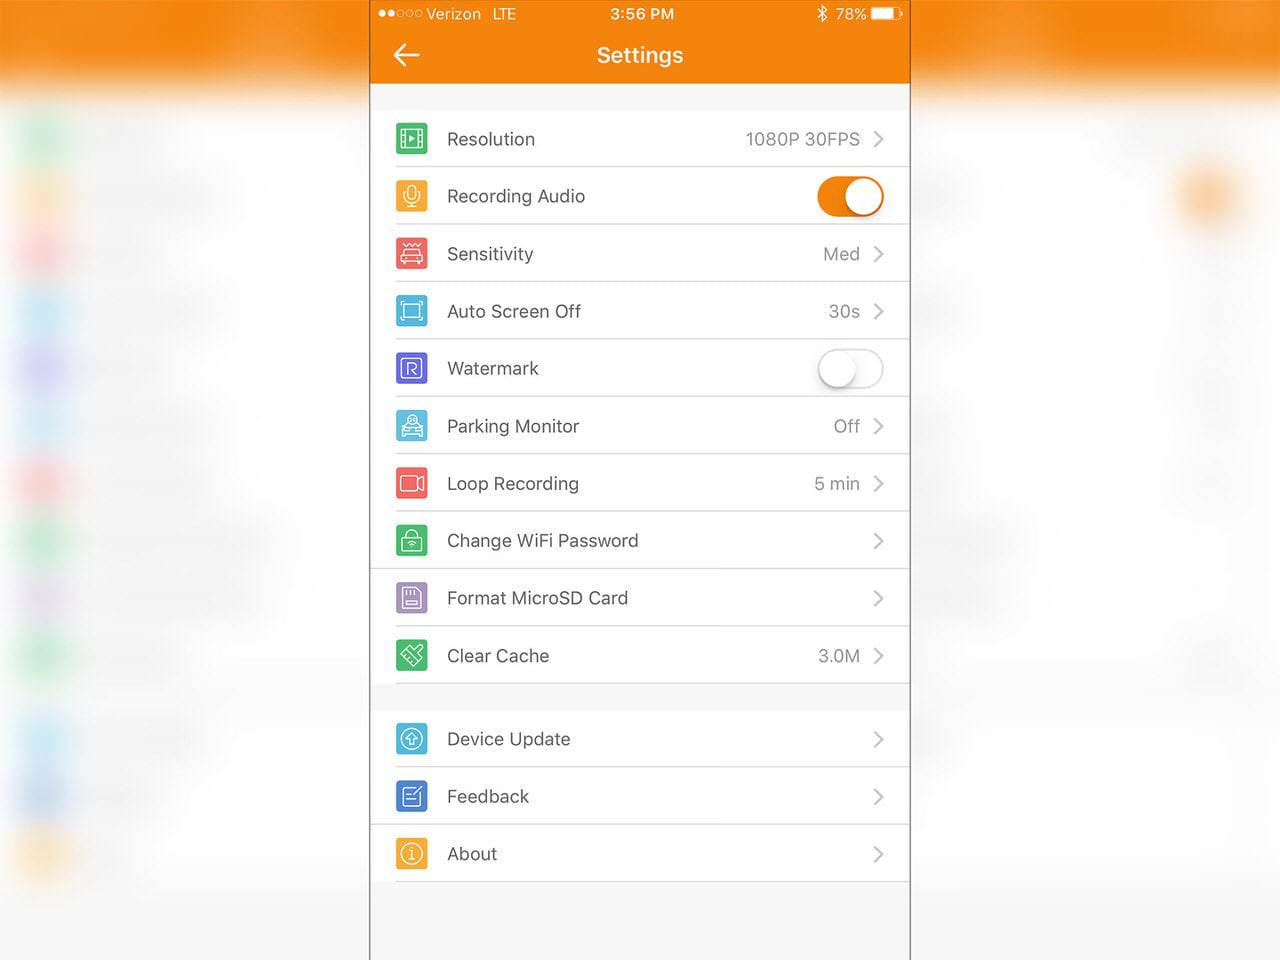 Verizon LTE 3:56 PM 78%
Settings
Resolution 1080P 30FPS
Recording Audio
Sensitivity Med
Auto Screen Off 30s
R Watermark
Parking Monitor Off
Loop Recording 5 min
Change WiFi Password
Format MicroSD Card
Clear Cache 3.0M
Device Update
Feedback
About